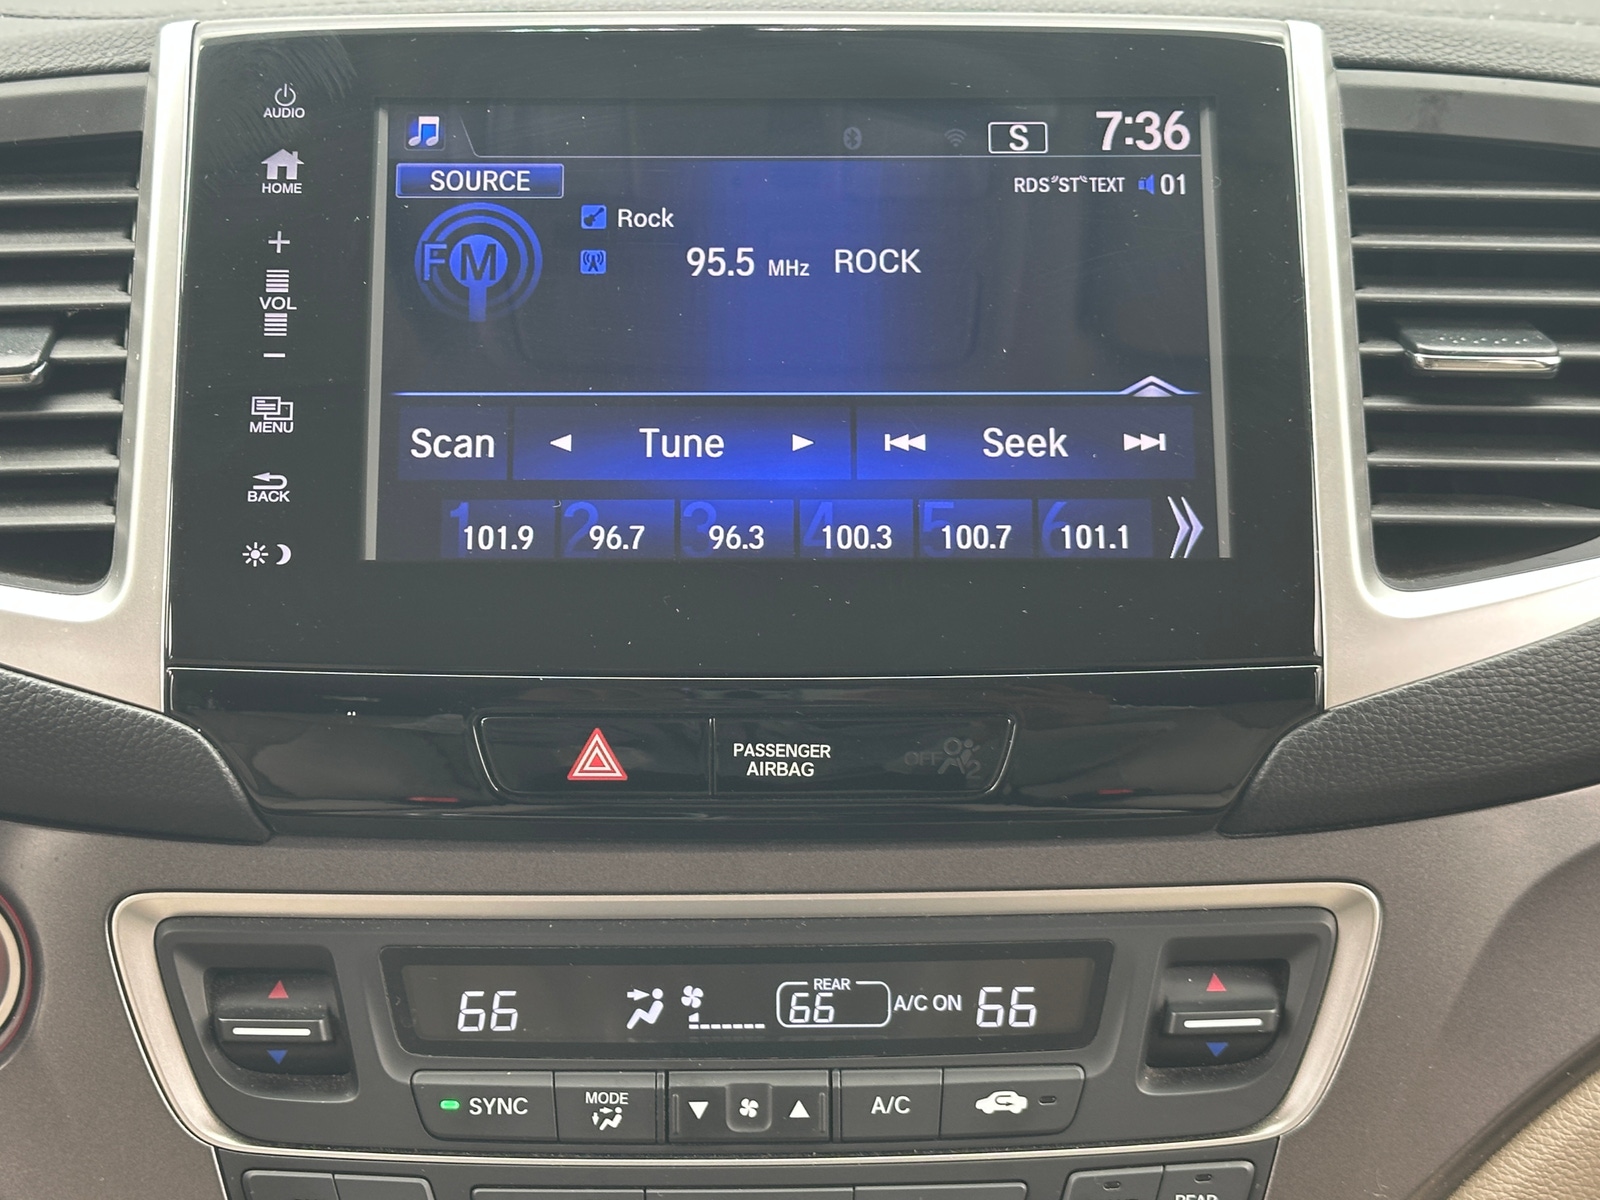 AUDIO
HOME
+
VOL
−
MENU
BACK
S
7:36
SOURCE
RDS ST TEXT 01
FM
Rock
95.5 MHz ROCK
Scan Tune Seek
1 101.9
2 96.7
3 96.3
4 100.3
5 100.7
6 101.1
PASSENGER
AIRBAG
OFF
2
66
REAR
66
A/C ON
66
SYNC
MODE
A/C
REAR